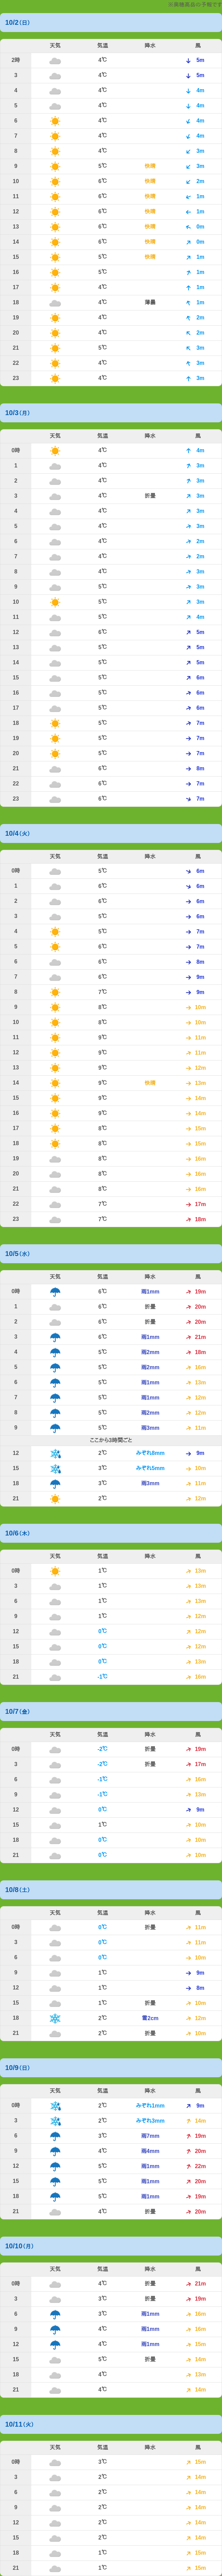 10/2(日)
天気 気温 降水 風
2時 4℃ 5m
3 4℃ 5m
4 4℃ 4m
5 4℃ 4m
6 4℃ 4m
7 4℃ 4m
8 4℃ 3m
9 5℃ 快晴 3m
10 6℃ 快晴 2m
11 6℃ 快晴 1m
12 6℃ 快晴 1m
13 6℃ 快晴 0m
14 6℃ 快晴 0m
15 5℃ 快晴 1m
16 5℃ 1m
17 4℃ 1m
18 4℃ 薄曇 1m
19 4℃ 2m
20 4℃ 2m
21 5℃ 3m
22 4℃ 3m
23 4℃ 3m
10/3(月)
天気 気温 降水 風
0時 4℃ 4m
1 4℃ 3m
2 4℃ 3m
3 4℃ 折曇 3m
4 4℃ 3m
5 4℃ 3m
6 4℃ 2m
7 4℃ 2m
8 4℃ 3m
9 5℃ 3m
10 5℃ 3m
11 5℃ 4m
12 6℃ 5m
13 5℃ 5m
14 5℃ 5m
15 5℃ 6m
16 5℃ 6m
17 5℃ 6m
18 5℃ 7m
19 5℃ 7m
20 5℃ 7m
21 6℃ 8m
22 6℃ 7m
23 6℃ 7m
10/4(火)
天気 気温 降水 風
0時 5℃ 6m
1 6℃ 6m
2 6℃ 6m
3 5℃ 6m
4 5℃ 7m
5 6℃ 7m
6 6℃ 8m
7 6℃ 9m
8 7℃ 9m
9 8℃ 10m
10 8℃ 10m
11 9℃ 11m
12 9℃ 11m
13 9℃ 12m
14 9℃ 快晴 13m
15 9℃ 14m
16 9℃ 14m
17 8℃ 15m
18 8℃ 15m
19 8℃ 16m
20 8℃ 16m
21 8℃ 16m
22 7℃ 17m
23 7℃ 18m
10/5(水)
天気 気温 降水 風
0時 6℃ 雨1mm 19m
1 6℃ 折曇 20m
2 6℃ 折曇 20m
3 6℃ 雨1mm 21m
4 5℃ 雨2mm 18m
5 5℃ 雨2mm 16m
6 5℃ 雨1mm 13m
7 5℃ 雨1mm 12m
8 5℃ 雨2mm 12m
9 5℃ 雨3mm 11m
ここから3時間ごと
12 2℃ みぞれ8mm 9m
15 3℃ みぞれ5mm 10m
18 3℃ 雨3mm 11m
21 2℃ 12m
10/6(木)
天気 気温 降水 風
0時 1℃ 13m
3 1℃ 13m
6 1℃ 13m
9 1℃ 12m
12 0℃ 12m
15 0℃ 12m
18 0℃ 13m
21 -1℃ 16m
10/7(金)
天気 気温 降水 風
0時 -2℃ 折曇 19m
3 -2℃ 折曇 17m
6 -1℃ 16m
9 -1℃ 13m
12 0℃ 9m
15 1℃ 10m
18 0℃ 10m
21 0℃ 10m
10/8(土)
天気 気温 降水 風
0時 0℃ 折曇 11m
3 0℃ 11m
6 0℃ 10m
9 1℃ 9m
12 1℃ 8m
15 1℃ 折曇 10m
18 2℃ 雪2cm 12m
21 2℃ 折曇 10m
10/9(日)
天気 気温 降水 風
0時 2℃ みぞれ1mm 9m
3 2℃ みぞれ3mm 14m
6 3℃ 雨7mm 19m
9 4℃ 雨4mm 20m
12 5℃ 雨1mm 22m
15 5℃ 雨1mm 20m
18 5℃ 雨1mm 19m
21 4℃ 折曇 20m
10/10(月)
天気 気温 降水 風
0時 4℃ 折曇 21m
3 3℃ 折曇 19m
6 3℃ 雨1mm 16m
9 4℃ 雨1mm 16m
12 4℃ 雨1mm 15m
15 5℃ 折曇 14m
18 4℃ 13m
21 4℃ 14m
10/11(火)
天気 気温 降水 風
0時 3℃ 15m
3 2℃ 14m
6 2℃ 14m
9 2℃ 14m
12 2℃ 14m
15 2℃ 14m
18 1℃ 15m
21 1℃ 15m